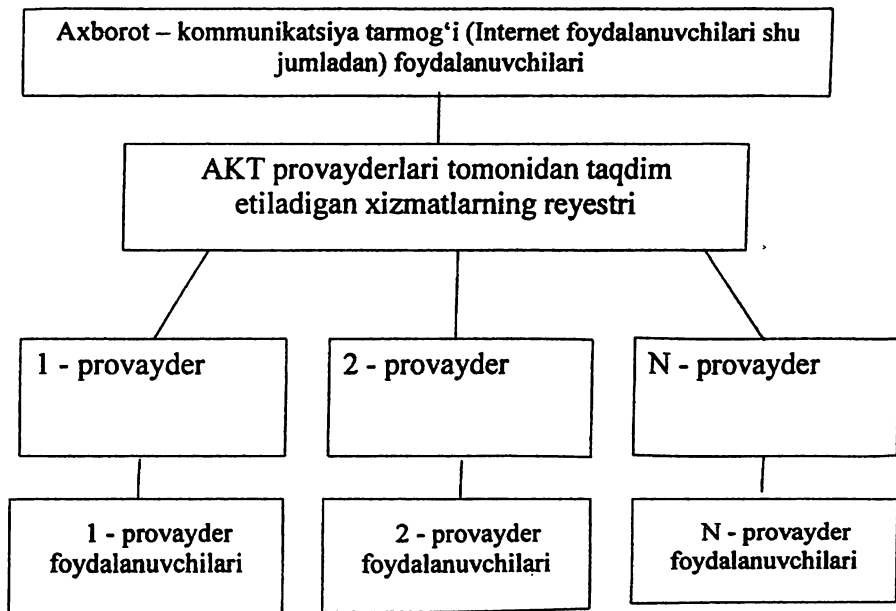 Axborot – kommunikatsiya tarmog‘i (Internet foydalanuvchilari shu
jumladan) foydalanuvchilari
AKT provayderlari tomonidan taqdim
etiladigan xizmatlarning reyestri
1 - provayder
2 - provayder
N - provayder
1 - provayder
foydalanuvchilari
2 - provayder
foydalanuvchilari
N - provayder
foydalanuvchilari